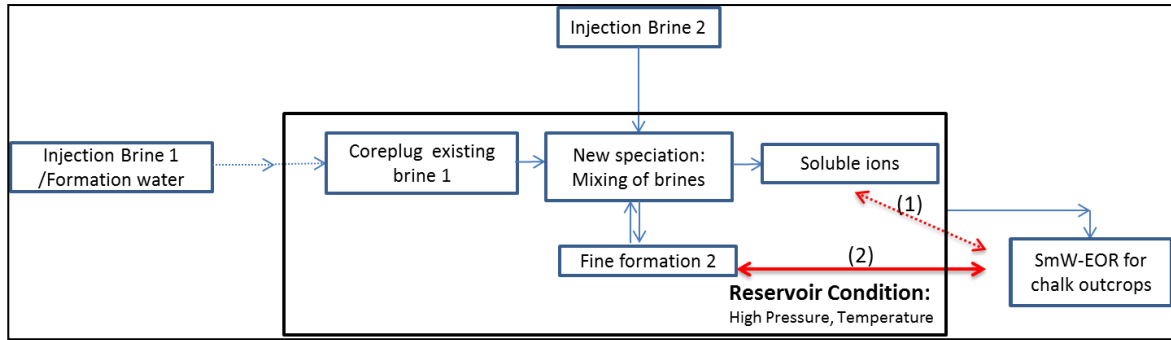 Injection Brine 2
Injection Brine 1
/Formation water
Coreplug existing
brine 1
New speciation:
Mixing of brines
Soluble ions
(1)
Fine formation 2
(2)
SmW-EOR for
chalk outcrops
Reservoir Condition:
High Pressure, Temperature